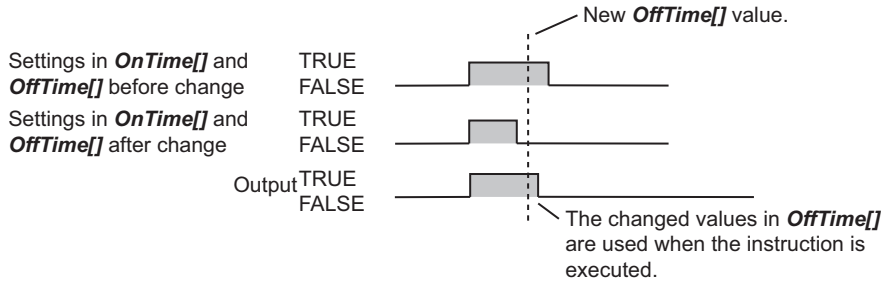 New OffTime[] value.
Settings in OnTime[] and
OffTime[] before change
TRUE
FALSE
Settings in OnTime[] and
OffTime[] after change
TRUE
FALSE
Output
TRUE
FALSE
The changed values in OffTime[]
are used when the instruction is
executed.